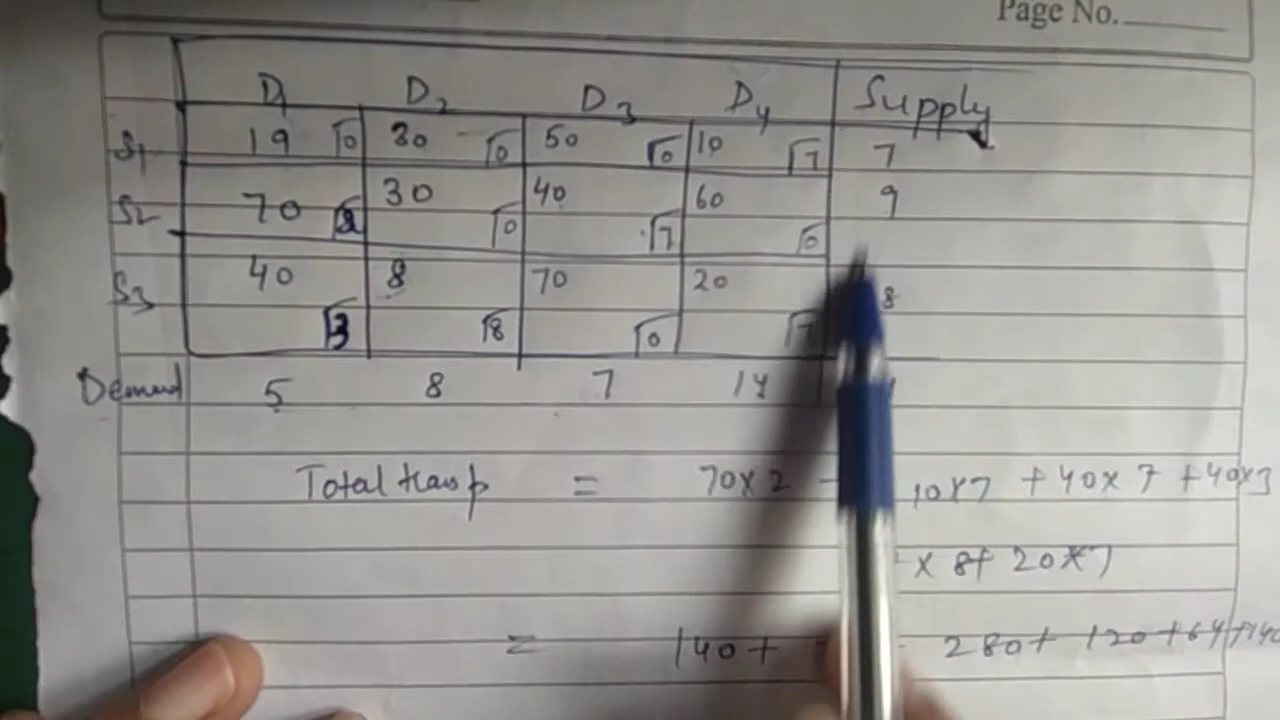 Page No.
D1 D2 D3 D4 Supply
S1 19 0 30 0 50 0 10 7 7
S2 70 2 30 0 40 7 60 0 9
S3 40 3 8 8 70 0 20 7 8
Demand 5 8 7 14
Total transp = 70x2 10x7 + 40x7 + 40x3
x 8+ 20x7
= 140+ 280+ 120+64+140